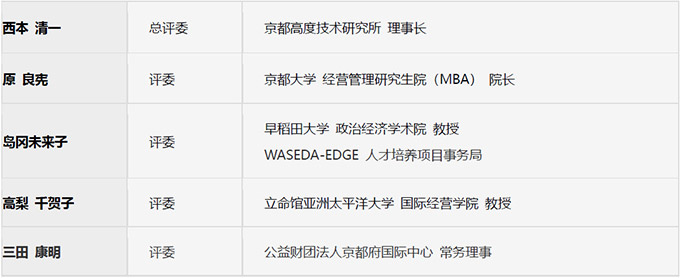 西本 清一 总评委 京都高度技术研究所 理事长
原 良宪 评委 京都大学 经营管理研究生院（MBA） 院长
岛冈未来子 评委 早稻田大学 政治经济学术院 教授
WASEDA-EDGE 人才培养项目事务局
高梨 千贺子 评委 立命馆亚洲太平洋大学 国际经营学院 教授
三田 康明 评委 公益财团法人京都府国际中心 常务理事